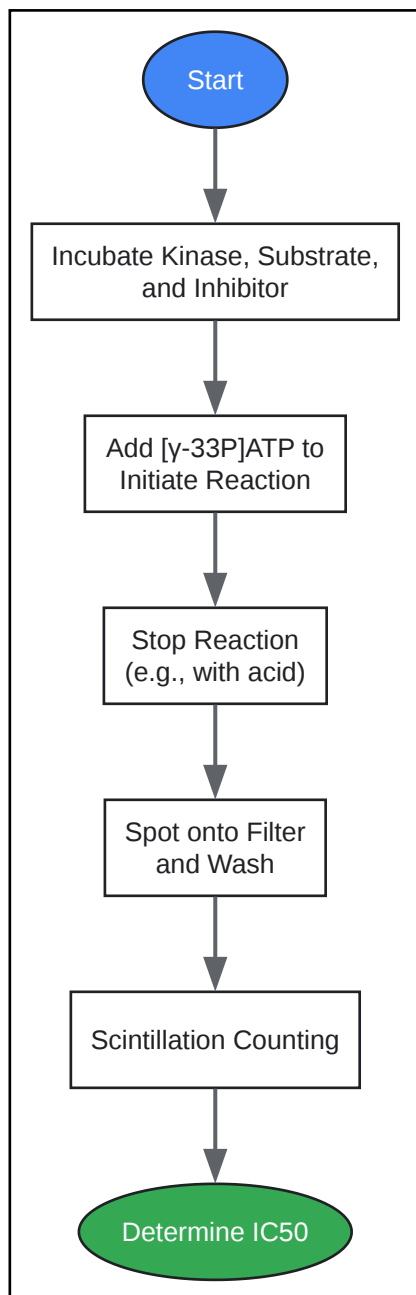 Start
Incubate Kinase, Substrate,
and Inhibitor
Add [γ-33P]ATP to
Initiate Reaction
Stop Reaction
(e.g., with acid)
Spot onto Filter
and Wash
Scintillation Counting
Determine IC50